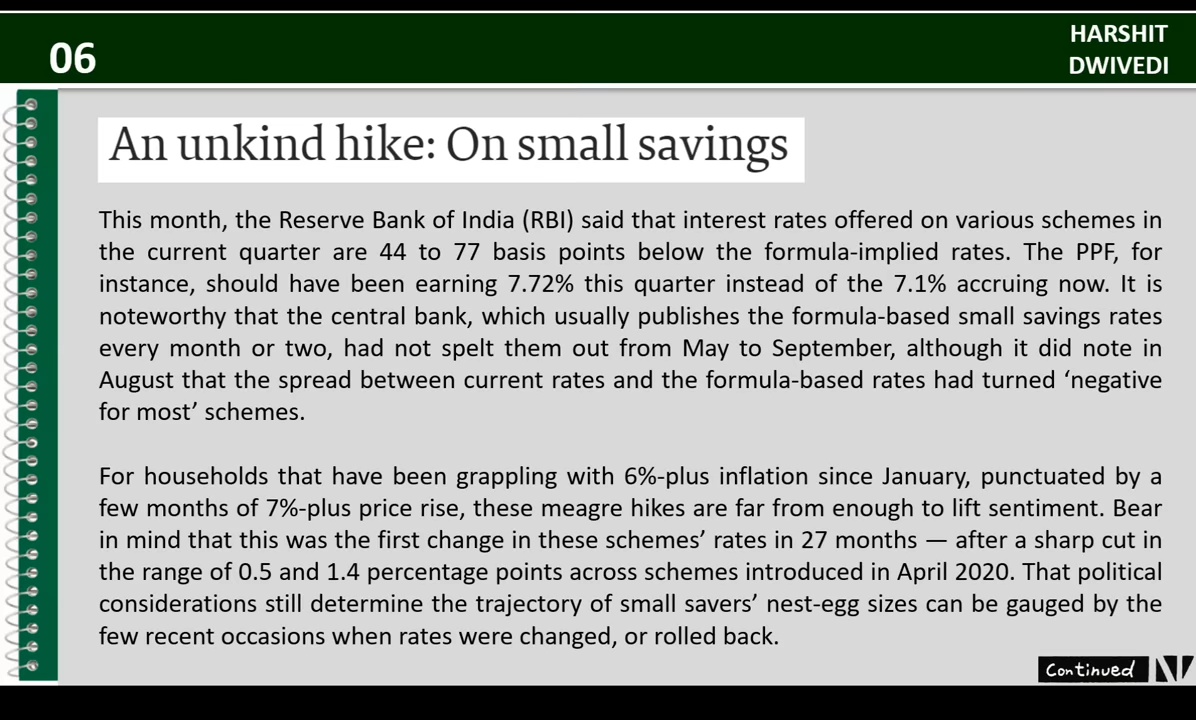 06
HARSHIT
DWIVEDI
An unkind hike: On small savings
This month, the Reserve Bank of India (RBI) said that interest rates offered on various schemes in
the current quarter are 44 to 77 basis points below the formula-implied rates. The PPF, for
instance, should have been earning 7.72% this quarter instead of the 7.1% accruing now. It is
noteworthy that the central bank, which usually publishes the formula-based small savings rates
every month or two, had not spelt them out from May to September, although it did note in
August that the spread between current rates and the formula-based rates had turned ‘negative
for most’ schemes.
For households that have been grappling with 6%-plus inflation since January, punctuated by a
few months of 7%-plus price rise, these meagre hikes are far from enough to lift sentiment. Bear
in mind that this was the first change in these schemes’ rates in 27 months — after a sharp cut in
the range of 0.5 and 1.4 percentage points across schemes introduced in April 2020. That political
considerations still determine the trajectory of small savers’ nest-egg sizes can be gauged by the
few recent occasions when rates were changed, or rolled back.
Continued